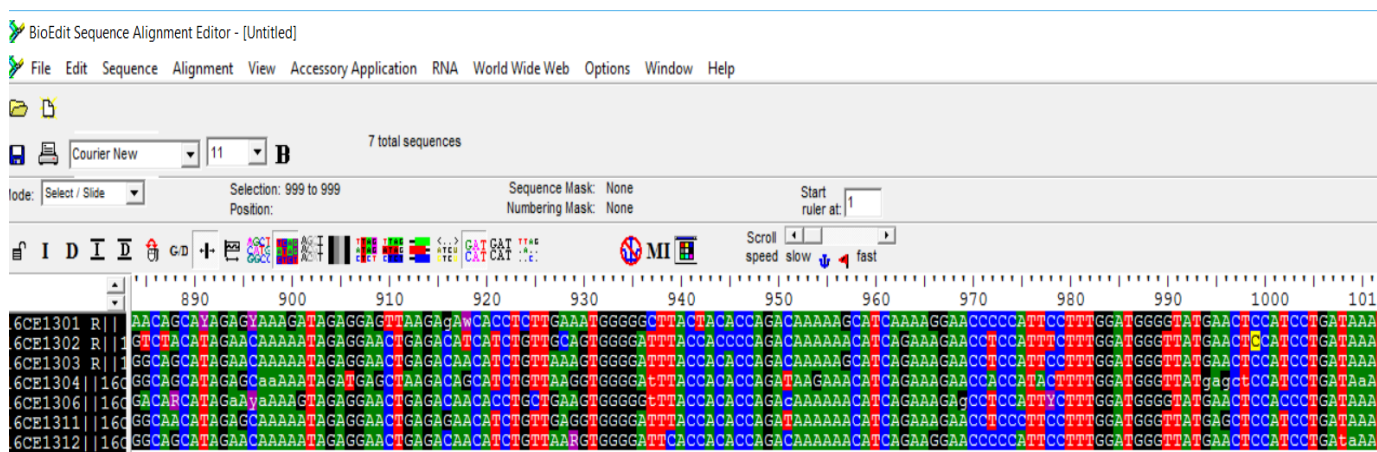 BioEdit Sequence Alignment Editor - [Untitled]
File Edit Sequence Alignment View Accessory Application RNA World Wide Web Options Window Help
Courier New 11 B 7 total sequences
lode: Select / Slide Selection: 999 to 999 Sequence Mask: None Start
Position: Numbering Mask: None ruler at: 1
I D I D G/D MI Scroll
speed slow fast
890 900 910 920 930 940 950 960 970 980 990 1000 101
.6CE1301 R|| AACAGCAYAGAGYAAAGATAGAGGAGTTAAGAGAwCACCTCTTGAAATGGGGGCTTACTACACCAGACAAAAAGCATCAAAAGGAACCCCCATTCCTTTGGATGGGGTATGAACTCCATCCTGATAAA
.6CE1302 R||1 GTCTACATAGAACAAAAATAGAGGAACTGAGACATCATCTGTTGCAGTGGGGATTTACCACCCCAGACAAAAAACATCAGAAAGAACCTCCATTTCTTTGGATGGGTTATGAACTCCATCCTGATAAA
.6CE1303 R||1 GGCAGCATAGAACAAAAATAGAGGAACTGAGACAACATCTGTTAAAGTGGGGATTTACCACACCAGACAAAAAGCATCAGAAAGAACCTCCATTCCTTTGGATGGGTTATGAACTCCATCCTGATAAA
.6CE1304||16C GGCAGCATAGAGCaaAAATAGATGAGCTAAGACAGCATCTGTTAAGGTGGGGAtTTACCACACCAGATAAGAAACATCAGAAAGAACCACCATACTTTTGGATGGGTTATgagctCCATCCTGATAaA
.6CE1306||16C GACARCATAGaAyaAAAGTAGAGGAACTGAGACAACACCTGCTGAAGTGGGGGtTTACCACACCAGAcAAAAAACATCAGAAAGAgCCTCCATTYCTTTGGATGGGTTATGAACTCCACCCTGATAAA
.6CE1311||16C GGCAACATAGAGCAAAAATAGAGGAACTGAGAGAACATCTGTTGAAGTGGGGATTTACCACACCAGACAAAAAACATCAGAAAGAACCTCCCTTCCTTTGGATGGGTTATGAGCTCCATCCTGATAAA
.6CE1312||16C GGCAGCATAGAACAAAAATAGAGGAACTGAGACAACATCTGTTAARGTGGGGATTCACCACACCAGACAAAAAACATCAGAAGGAACCCCCATTCCTTTGGATGGGTTATGAACTCCATCCTGAtaAA